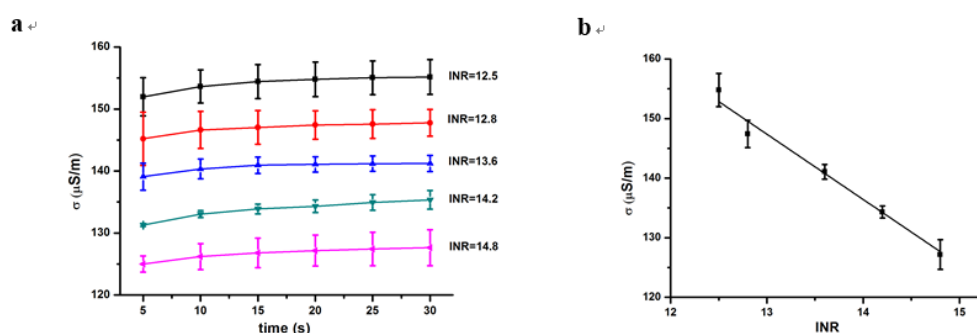 a ↵
160
150
140
130
120
σ (μS/m)
5 10 15 20 25 30
time (s)
INR=12.5
INR=12.8
INR=13.6
INR=14.2
INR=14.8
b ↵
160
150
140
130
120
σ (μS/m)
12 13 14 15
INR